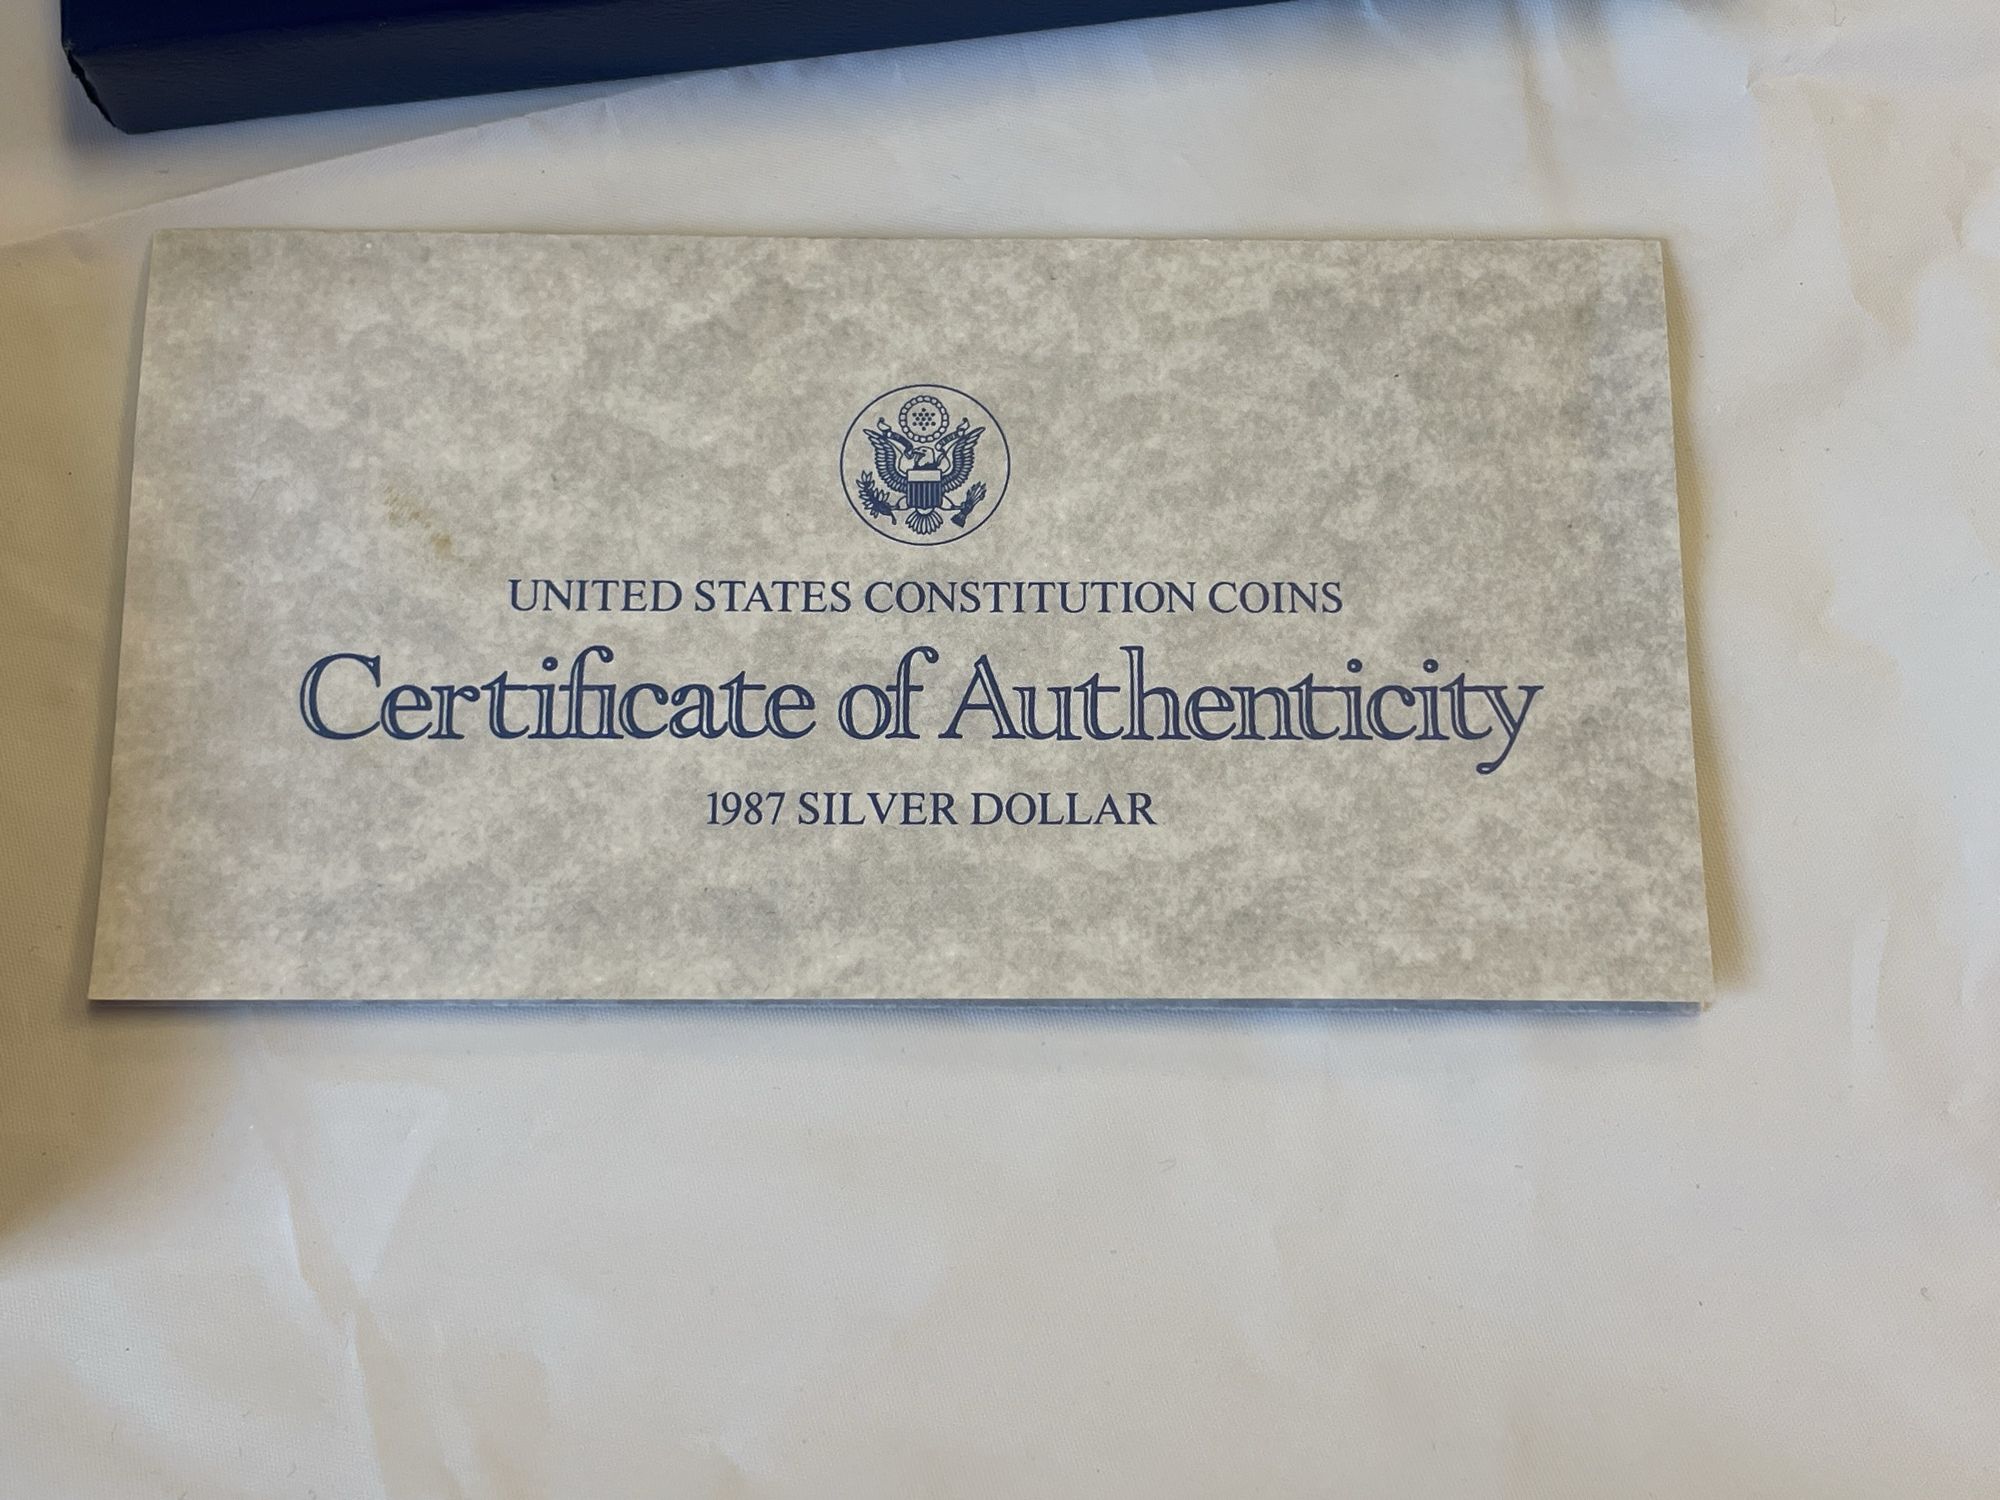 UNITED STATES CONSTITUTION COINS
Certificate of Authenticity
1987 SILVER DOLLAR